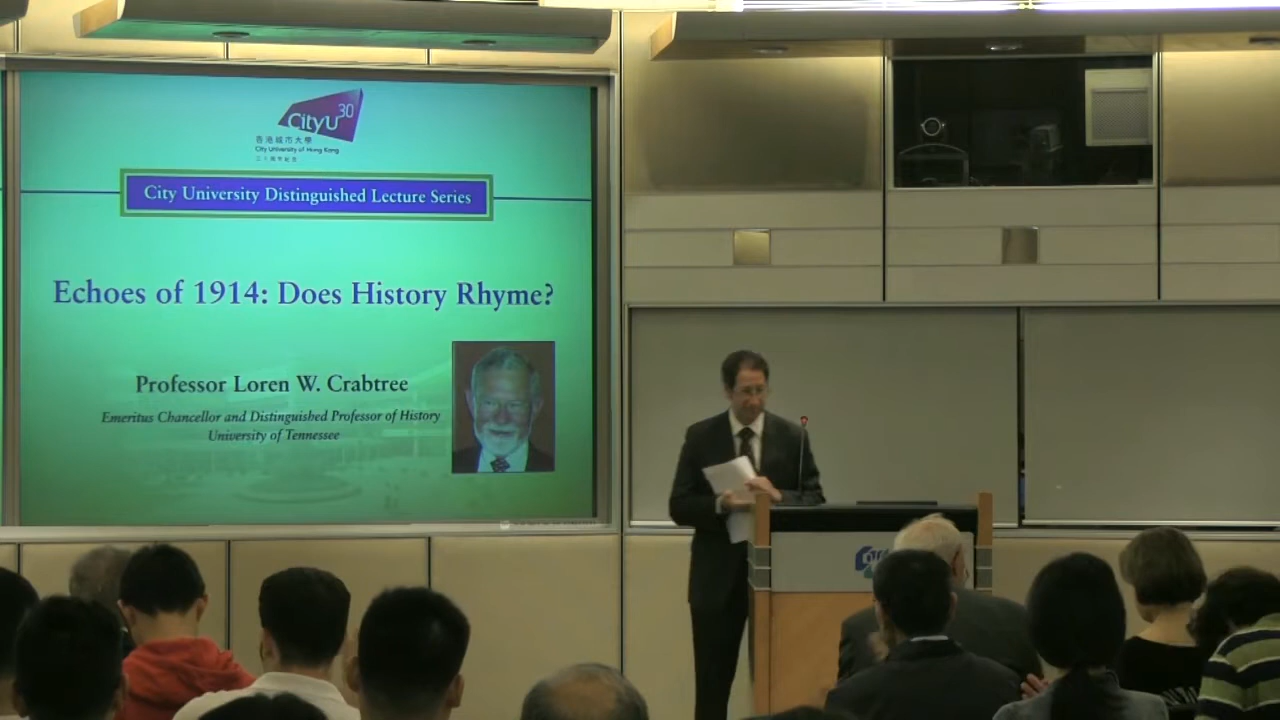 CityU 30
香港城市大學
City University of Hong Kong
City University Distinguished Lecture Series
Echoes of 1914: Does History Rhyme?
Professor Loren W. Crabtree
Emeritus Chancellor and Distinguished Professor of History
University of Tennessee